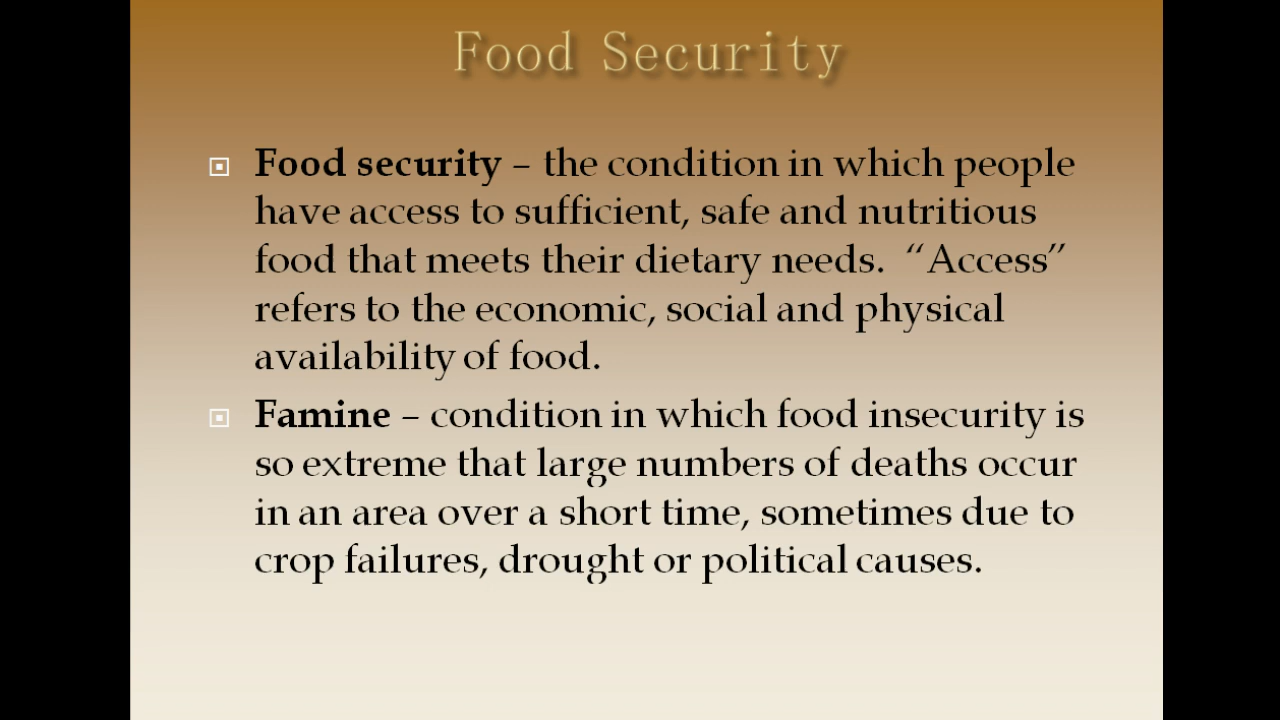 Food Security
Food security – the condition in which people
have access to sufficient, safe and nutritious
food that meets their dietary needs.  “Access”
refers to the economic, social and physical
availability of food.
Famine – condition in which food insecurity is
so extreme that large numbers of deaths occur
in an area over a short time, sometimes due to
crop failures, drought or political causes.